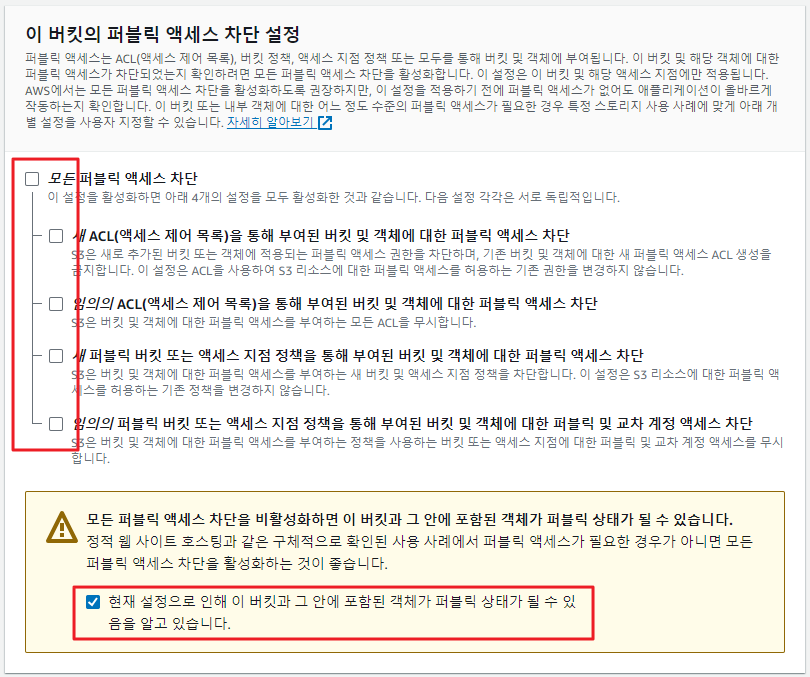 이 버킷의 퍼블릭 액세스 차단 설정
퍼블릭 액세스는 ACL(액세스 제어 목록), 버킷 정책, 액세스 지점 정책 또는 모두를 통해 버킷 및 객체에 부여됩니다. 이 버킷 및 해당 객체에 대한
퍼블릭 액세스가 차단되었는지 확인하려면 모든 퍼블릭 액세스 차단을 활성화합니다. 이 설정은 이 버킷 및 해당 액세스 지점에만 적용됩니다.
AWS에서는 모든 퍼블릭 액세스 차단을 활성화하도록 권장하지만, 이 설정을 적용하기 전에 퍼블릭 액세스가 없어도 애플리케이션이 올바르게
작동하는지 확인합니다. 이 버킷 또는 내부 객체에 대한 어느 정도 수준의 퍼블릭 액세스가 필요한 경우 특정 스토리지 사용 사례에 맞게 아래 개
별 설정을 사용자 지정할 수 있습니다. 자세히 알아보기
모든 퍼블릭 액세스 차단
이 설정을 활성화하면 아래 4개의 설정을 모두 활성화한 것과 같습니다. 다음 설정 각각은 서로 독립적입니다.
새 ACL(액세스 제어 목록)을 통해 부여된 버킷 및 객체에 대한 퍼블릭 액세스 차단
S3은 새로 추가된 버킷 또는 객체에 적용되는 퍼블릭 액세스 권한을 차단하며, 기존 버킷 및 객체에 대한 새 퍼블릭 액세스 ACL 생성을
금지합니다. 이 설정은 ACL을 사용하여 S3 리소스에 대한 퍼블릭 액세스를 허용하는 기존 권한을 변경하지 않습니다.
임의의 ACL(액세스 제어 목록)을 통해 부여된 버킷 및 객체에 대한 퍼블릭 액세스 차단
S3은 버킷 및 객체에 대한 퍼블릭 액세스를 부여하는 모든 ACL을 무시합니다.
새 퍼블릭 버킷 또는 액세스 지점 정책을 통해 부여된 버킷 및 객체에 대한 퍼블릭 액세스 차단
S3은 버킷 및 객체에 대한 퍼블릭 액세스를 부여하는 새 버킷 및 액세스 지점 정책을 차단합니다. 이 설정은 S3 리소스에 대한 퍼블릭 액
세스를 허용하는 기존 정책을 변경하지 않습니다.
임의의 퍼블릭 버킷 또는 액세스 지점 정책을 통해 부여된 버킷 및 객체에 대한 퍼블릭 및 교차 계정 액세스 차단
S3은 버킷 및 객체에 대한 퍼블릭 액세스를 부여하는 정책을 사용하는 버킷 또는 액세스 지점에 대한 퍼블릭 및 교차 계정 액세스를 무시
합니다.
모든 퍼블릭 액세스 차단을 비활성화하면 이 버킷과 그 안에 포함된 객체가 퍼블릭 상태가 될 수 있습니다.
정적 웹 사이트 호스팅과 같은 구체적으로 확인된 사용 사례에서 퍼블릭 액세스가 필요한 경우가 아니면 모든
퍼블릭 액세스 차단을 활성화하는 것이 좋습니다.
현재 설정으로 인해 이 버킷과 그 안에 포함된 객체가 퍼블릭 상태가 될 수 있
음을 알고 있습니다.